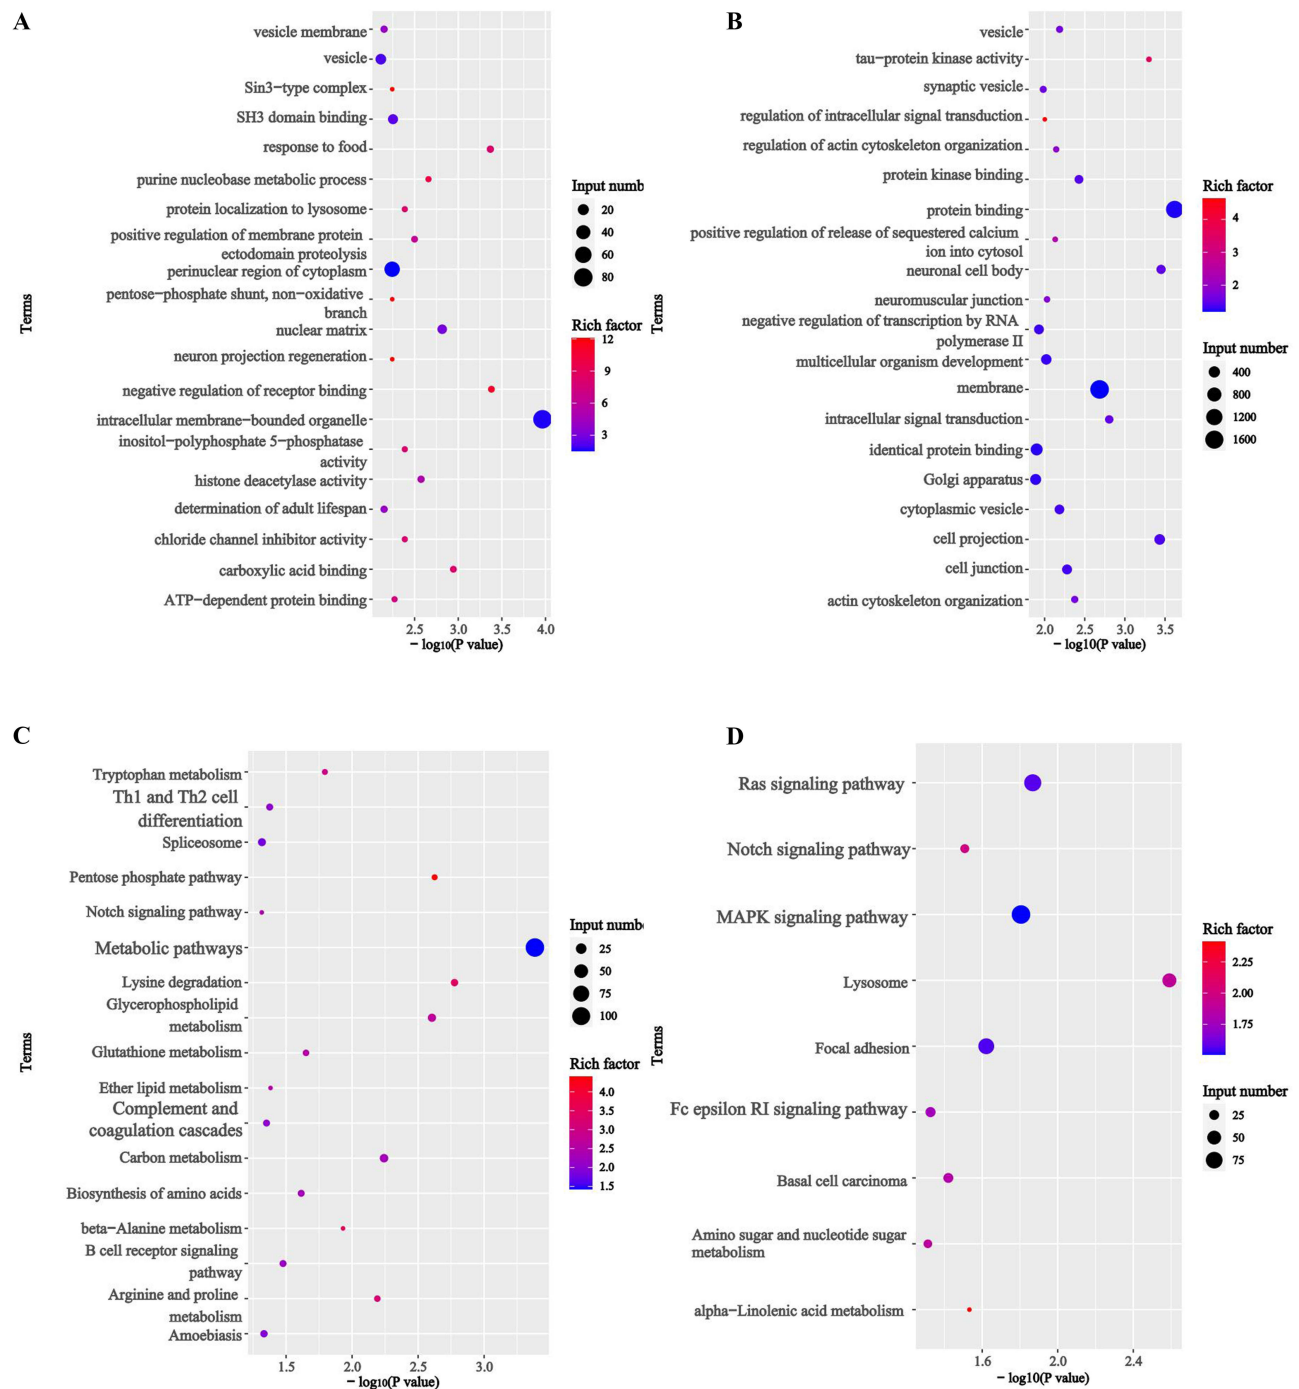 A
vesicle membrane
vesicle
Sin3−type complex
SH3 domain binding
response to food
purine nucleobase metabolic process
protein localization to lysosome
positive regulation of membrane protein
ectodomain proteolysis
perinuclear region of cytoplasm
pentose−phosphate shunt, non−oxidative
branch
nuclear matrix
neuron projection regeneration
negative regulation of receptor binding
intracellular membrane−bounded organelle
inositol−polyphosphate 5−phosphatase
activity
histone deacetylase activity
determination of adult lifespan
chloride channel inhibitor activity
carboxylic acid binding
ATP−dependent protein binding
Terms
2.5 3.0 3.5 4.0
− log10(P value)
Input numb
20
40
60
80
Rich factor
12
9
6
3
B
vesicle
tau−protein kinase activity
synaptic vesicle
regulation of intracellular signal transduction
regulation of actin cytoskeleton organization
protein kinase binding
protein binding
positive regulation of release of sequestered calcium
ion into cytosol
neuronal cell body
neuromuscular junction
negative regulation of transcription by RNA
polymerase II
multicellular organism development
membrane
intracellular signal transduction
identical protein binding
Golgi apparatus
cytoplasmic vesicle
cell projection
cell junction
actin cytoskeleton organization
Terms
2.0 2.5 3.0 3.5
− log10(P value)
Rich factor
4
3
2
Input number
400
800
1200
1600
C
Tryptophan metabolism
Th1 and Th2 cell
differentiation
Spliceosome
Pentose phosphate pathway
Notch signaling pathway
Metabolic pathways
Lysine degradation
Glycerophospholipid
metabolism
Glutathione metabolism
Ether lipid metabolism
Complement and
coagulation cascades
Carbon metabolism
Biosynthesis of amino acids
beta−Alanine metabolism
B cell receptor signaling
pathway
Arginine and proline
metabolism
Amoebiasis
Terms
1.5 2.0 2.5 3.0
− log10(P value)
Input numb
25
50
75
100
Rich factor
4.0
3.5
3.0
2.5
2.0
1.5
D
Ras signaling pathway
Notch signaling pathway
MAPK signaling pathway
Lysosome
Focal adhesion
Fc epsilon RI signaling pathway
Basal cell carcinoma
Amino sugar and nucleotide sugar
metabolism
alpha−Linolenic acid metabolism
Terms
1.6 2.0 2.4
− log10(P value)
Rich factor
2.25
2.00
1.75
Input number
25
50
75